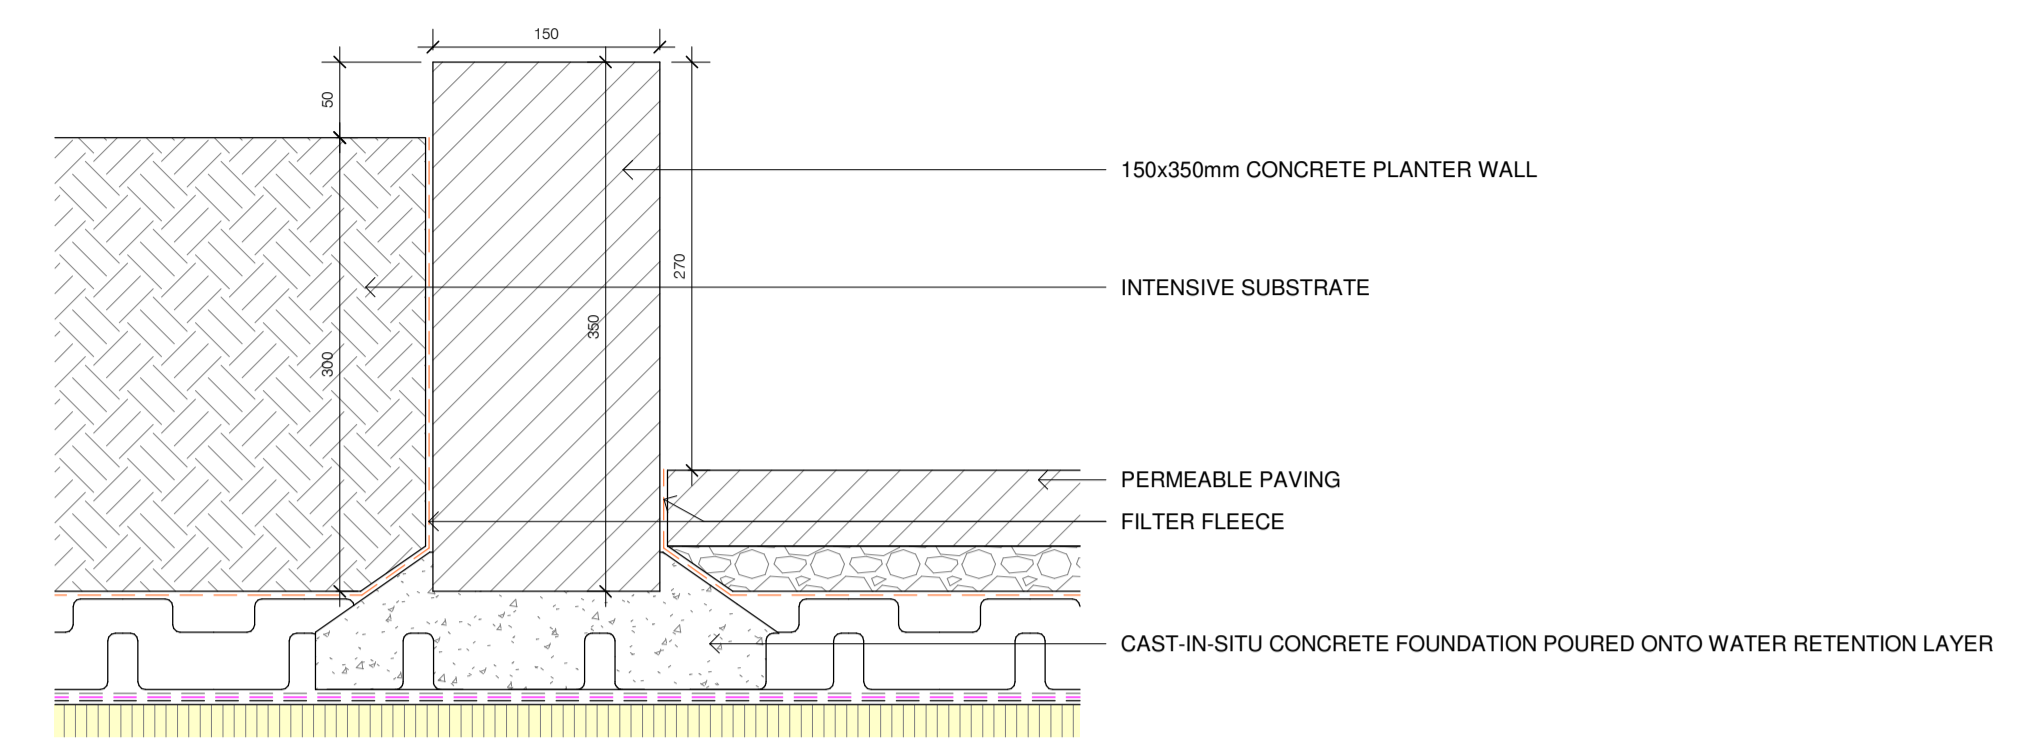 150
50
150x350mm CONCRETE PLANTER WALL
270
INTENSIVE SUBSTRATE
350
300
PERMEABLE PAVING
FILTER FLEECE
CAST-IN-SITU CONCRETE FOUNDATION POURED ONTO WATER RETENTION LAYER